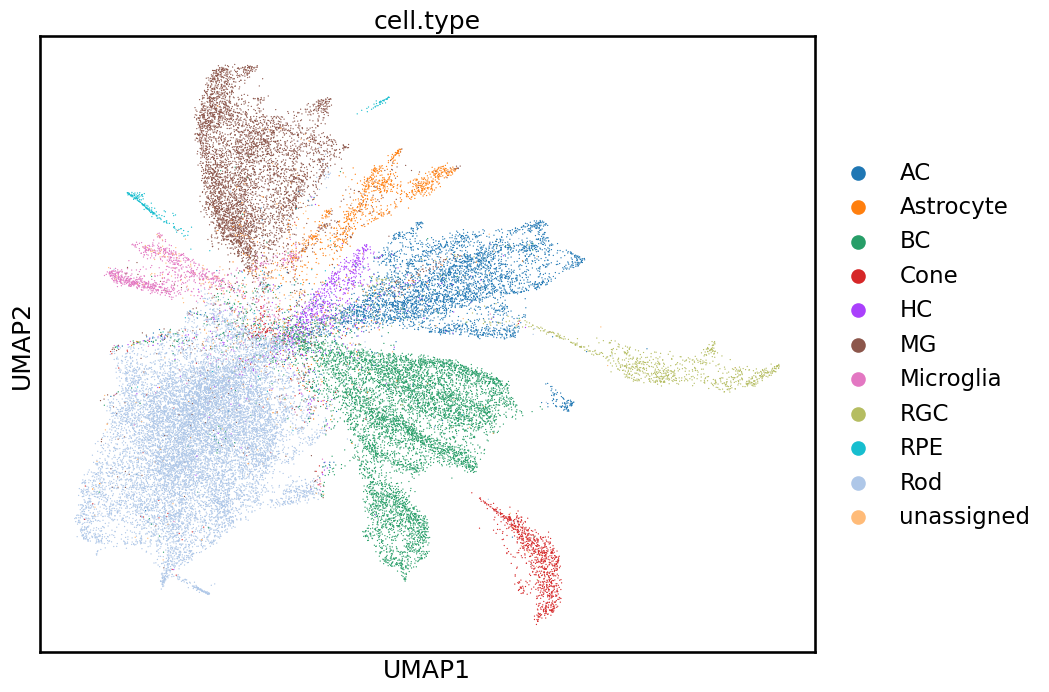 cell.type
UMAP2
UMAP1
AC
Astrocyte
BC
Cone
HC
MG
Microglia
RGC
RPE
Rod
unassigned